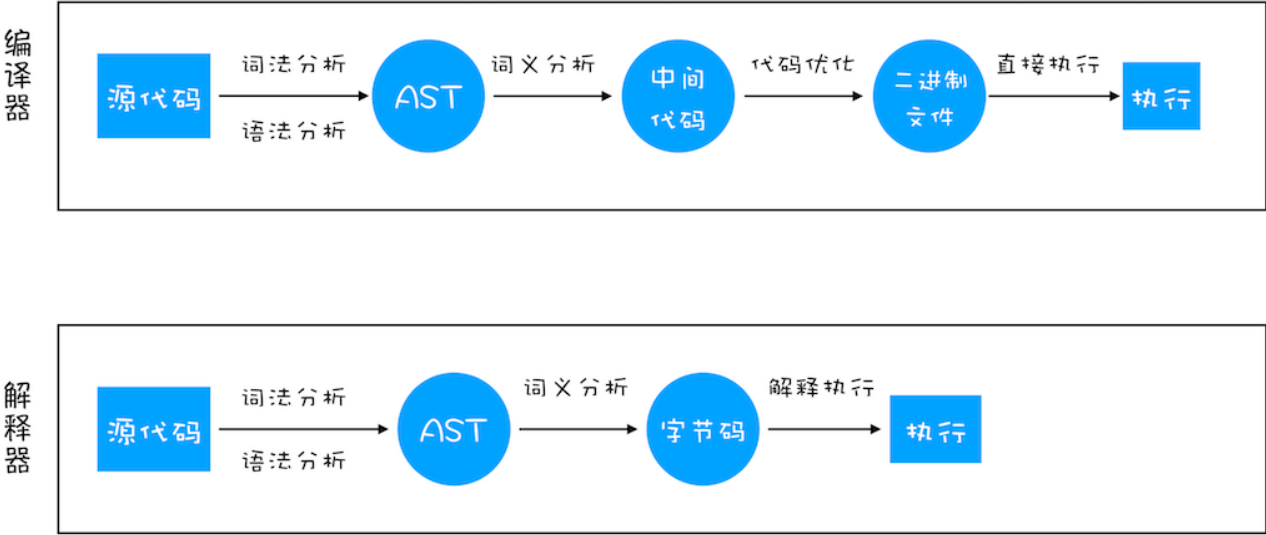 编译器
源代码
词法分析
语法分析
AST
词义分析
中间
代码
代码优化
二进制
文件
直接执行
执行
解释器
源代码
词法分析
语法分析
AST
词义分析
字节码
解释执行
执行